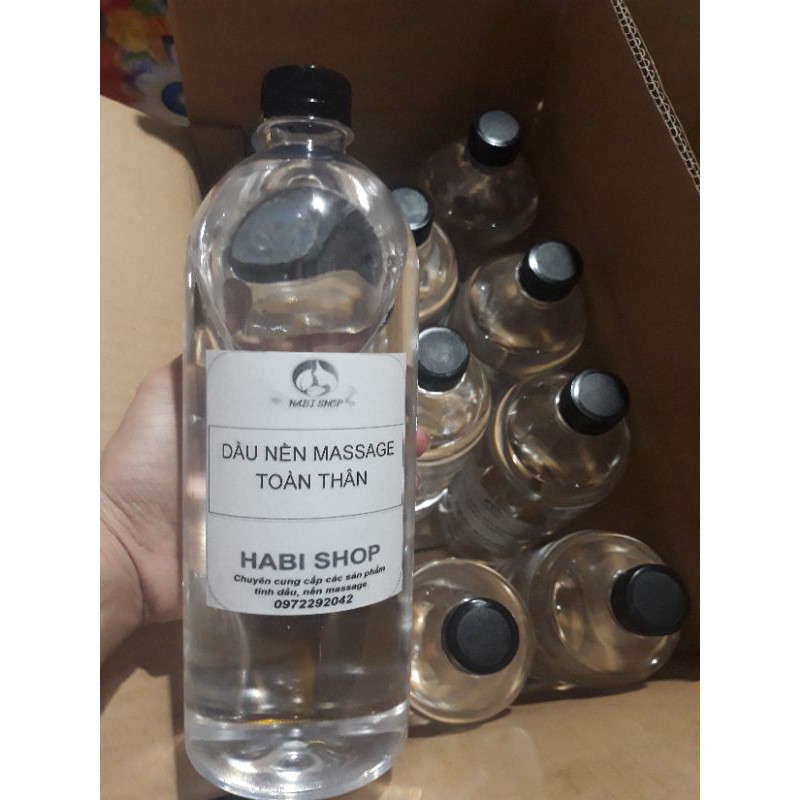 HABI SHOP
DẦU NỀN MASSAGE
TOÀN THÂN
HABI SHOP
Chuyên cung cấp các sản phẩm
tinh dầu, nến massage
0972292042